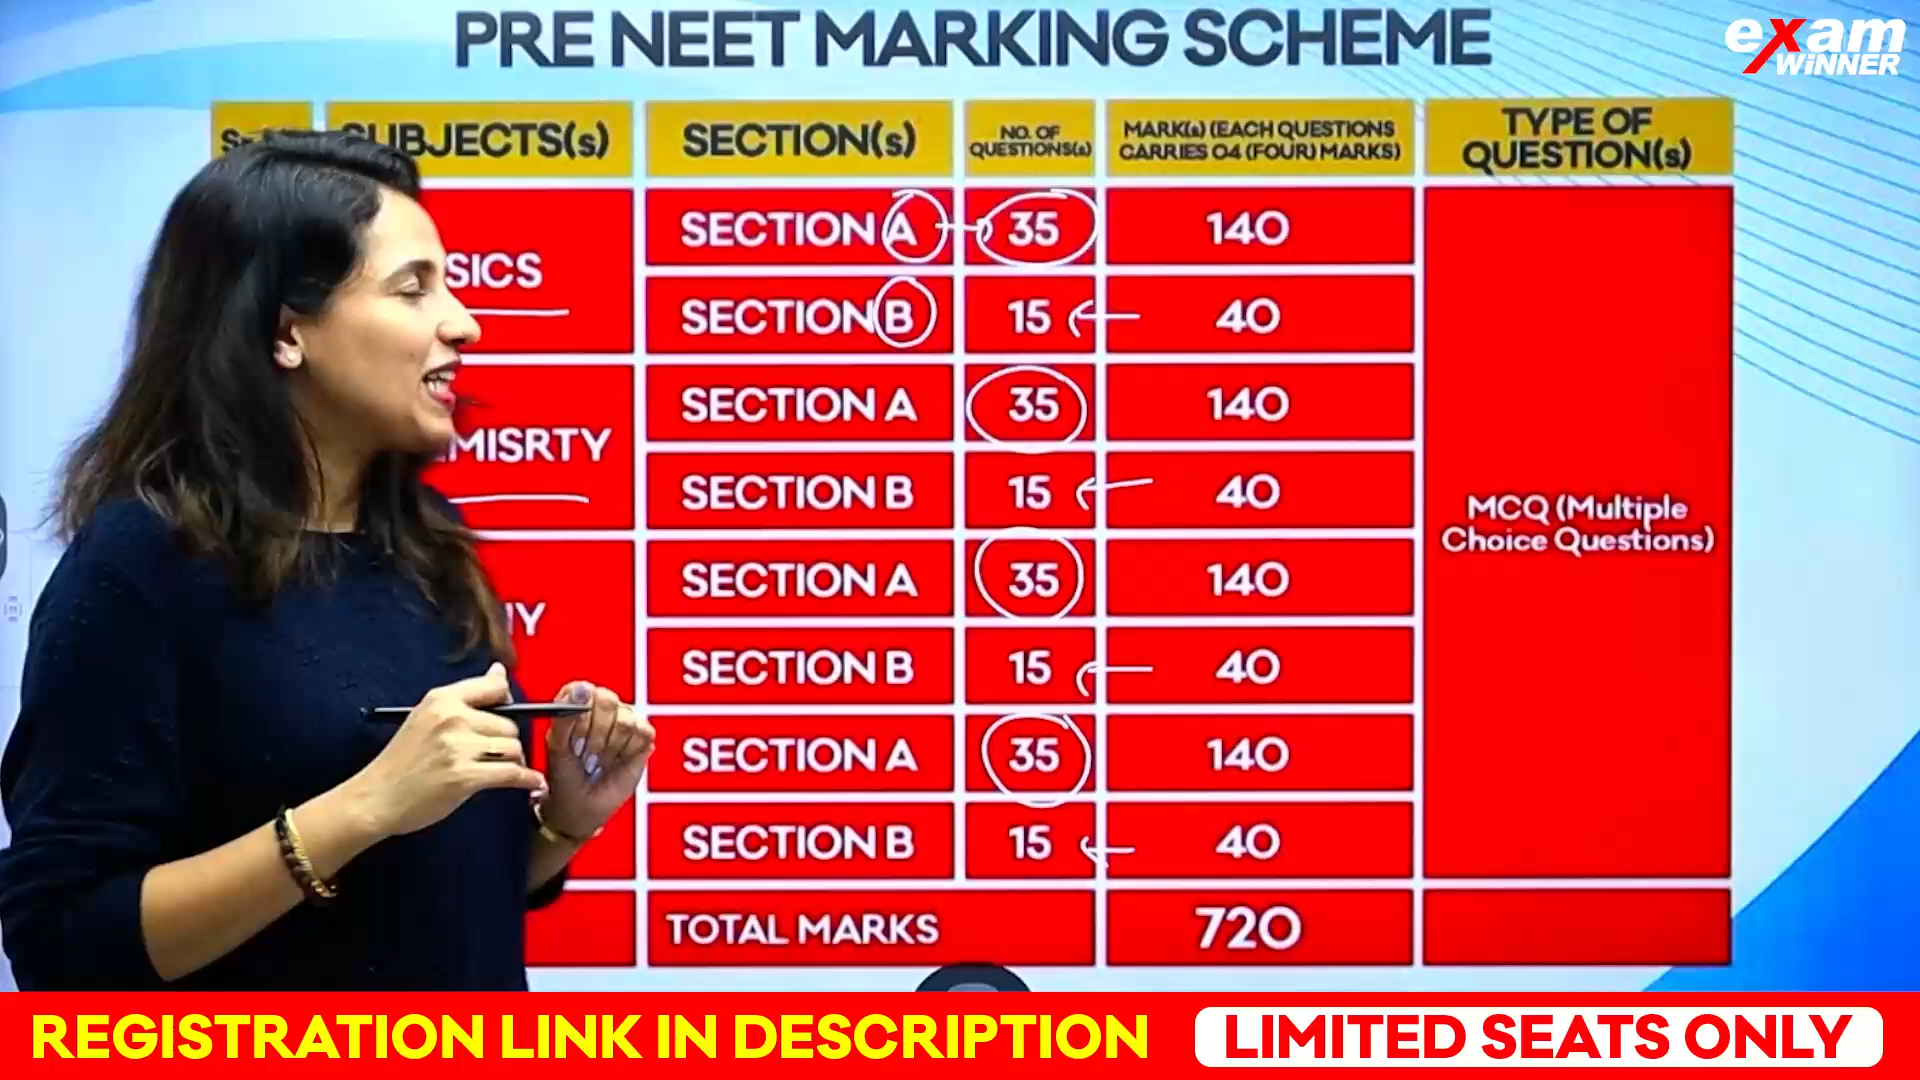 PRE NEET MARKING SCHEME
exam
WiNNER
SUBJECTS(s)
SECTION(s)
NO. OF
QUESTIONS(s)
MARK(s) (EACH QUESTIONS
CARRIES 04 (FOUR) MARKS)
TYPE OF
QUESTION(s)
SICS
SECTION A
35
140
SECTION B
15
40
MISRTY
SECTION A
35
140
SECTION B
15
40
NY
SECTION A
35
140
SECTION B
15
40
SECTION A
35
140
SECTION B
15
40
MCQ (Multiple
Choice Questions)
TOTAL MARKS
720
REGISTRATION LINK IN DESCRIPTION
LIMITED SEATS ONLY